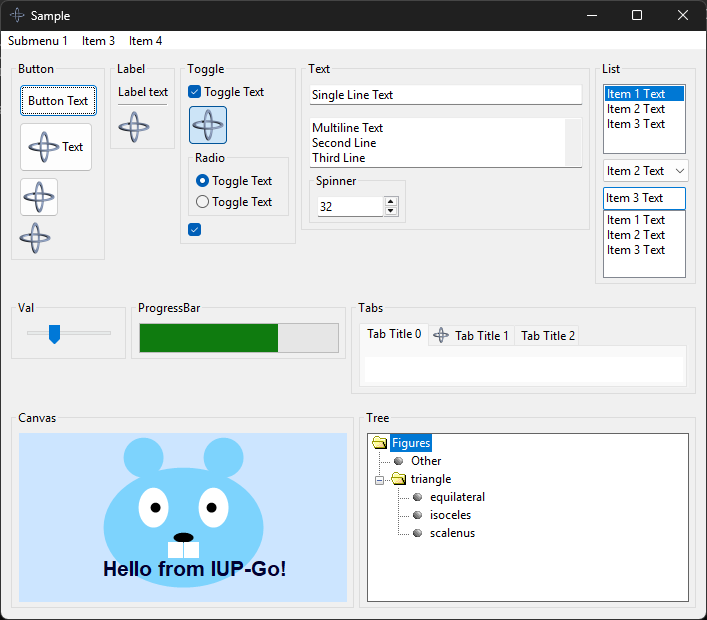 Sample
Submenu 1 Item 3 Item 4
Button
Button Text
Text
Label
Label text
Toggle
Toggle Text
Radio
Toggle Text
Toggle Text
Text
Single Line Text
Multiline Text
Second Line
Third Line
Spinner
32
List
Item 1 Text
Item 2 Text
Item 3 Text
Item 2 Text
Item 3 Text
Item 1 Text
Item 2 Text
Item 3 Text
Val
ProgressBar
Tabs
Tab Title 0 Tab Title 1 Tab Title 2
Canvas
Hello from IUP-Go!
Tree
Figures
Other
triangle
equilateral
isoceles
scalenus